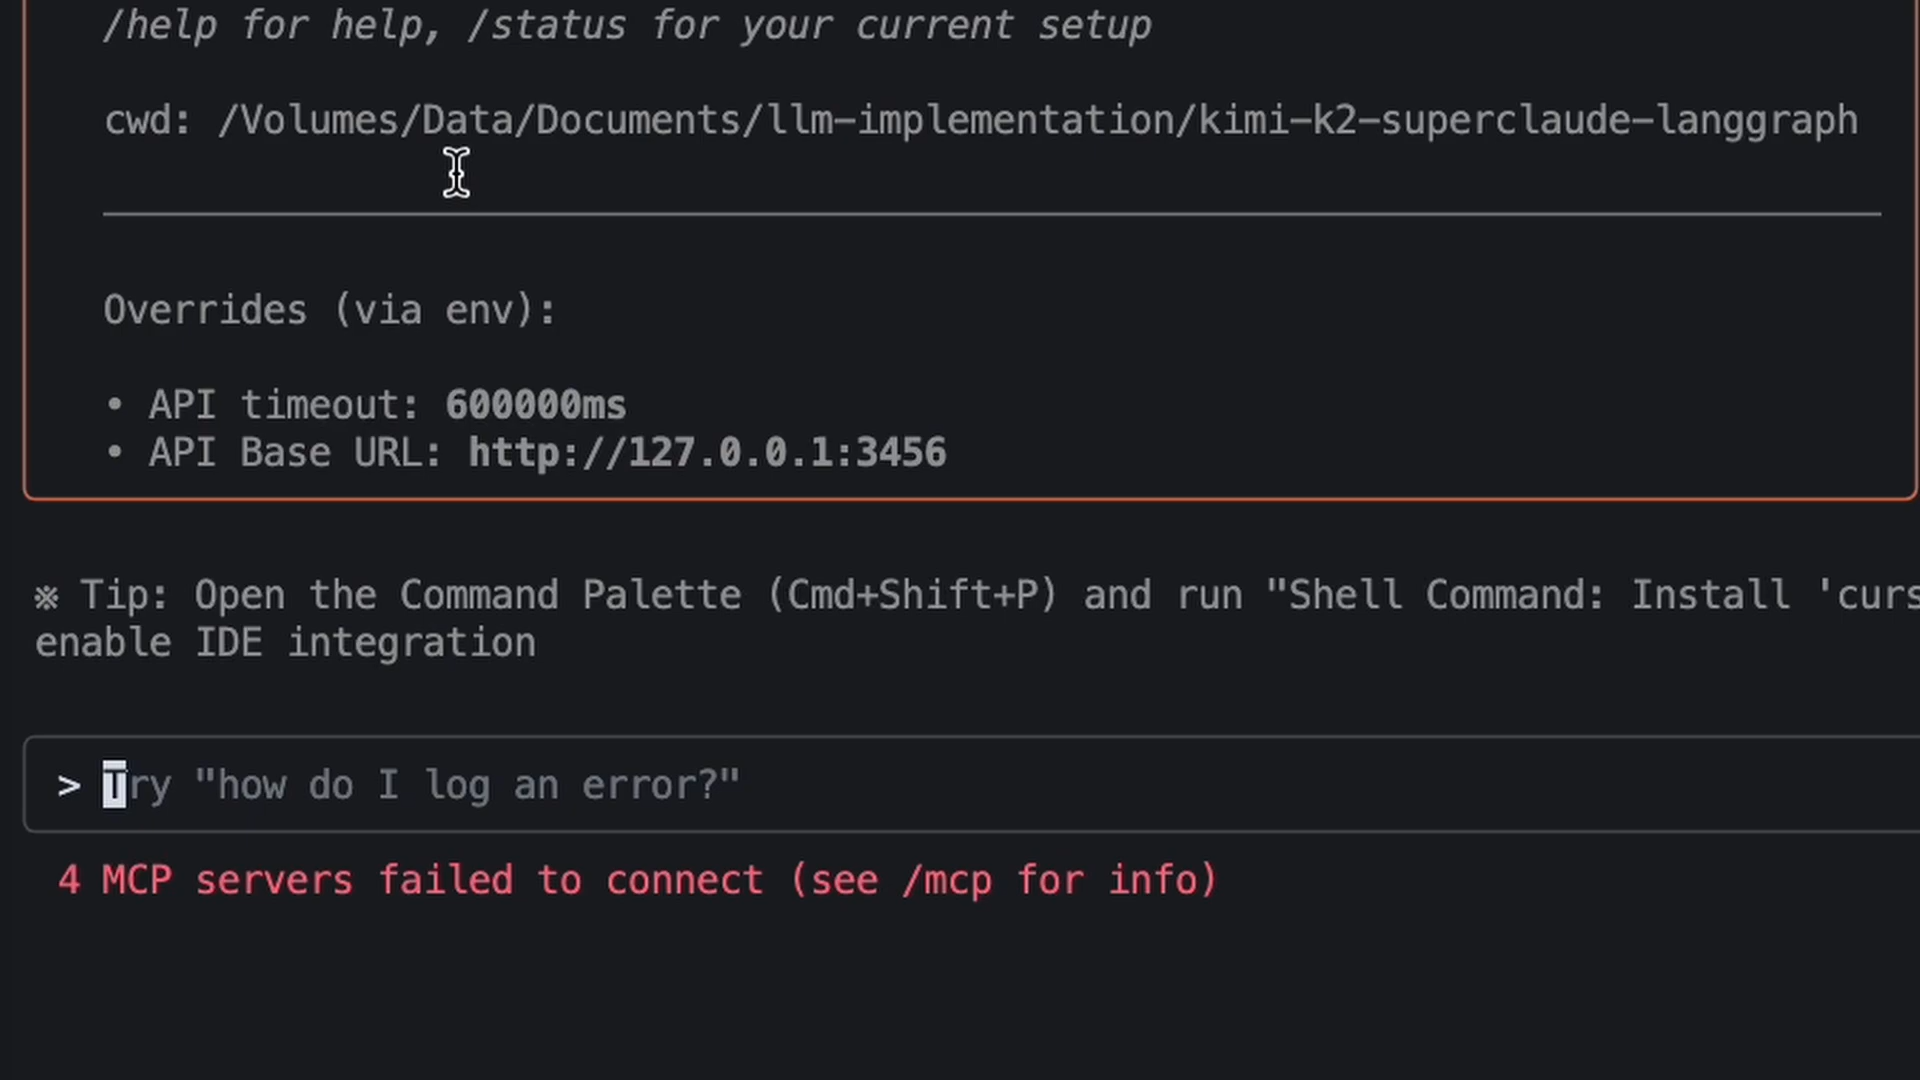 /help for help, /status for your current setup
cwd: /Volumes/Data/Documents/llm-implementation/kimi-k2-superclaude-langgraph
Overrides (via env):
• API timeout: 600000ms
• API Base URL: http://127.0.0.1:3456
※ Tip: Open the Command Palette (Cmd+Shift+P) and run "Shell Command: Install 'curs
enable IDE integration
> Try "how do I log an error?"
4 MCP servers failed to connect (see /mcp for info)